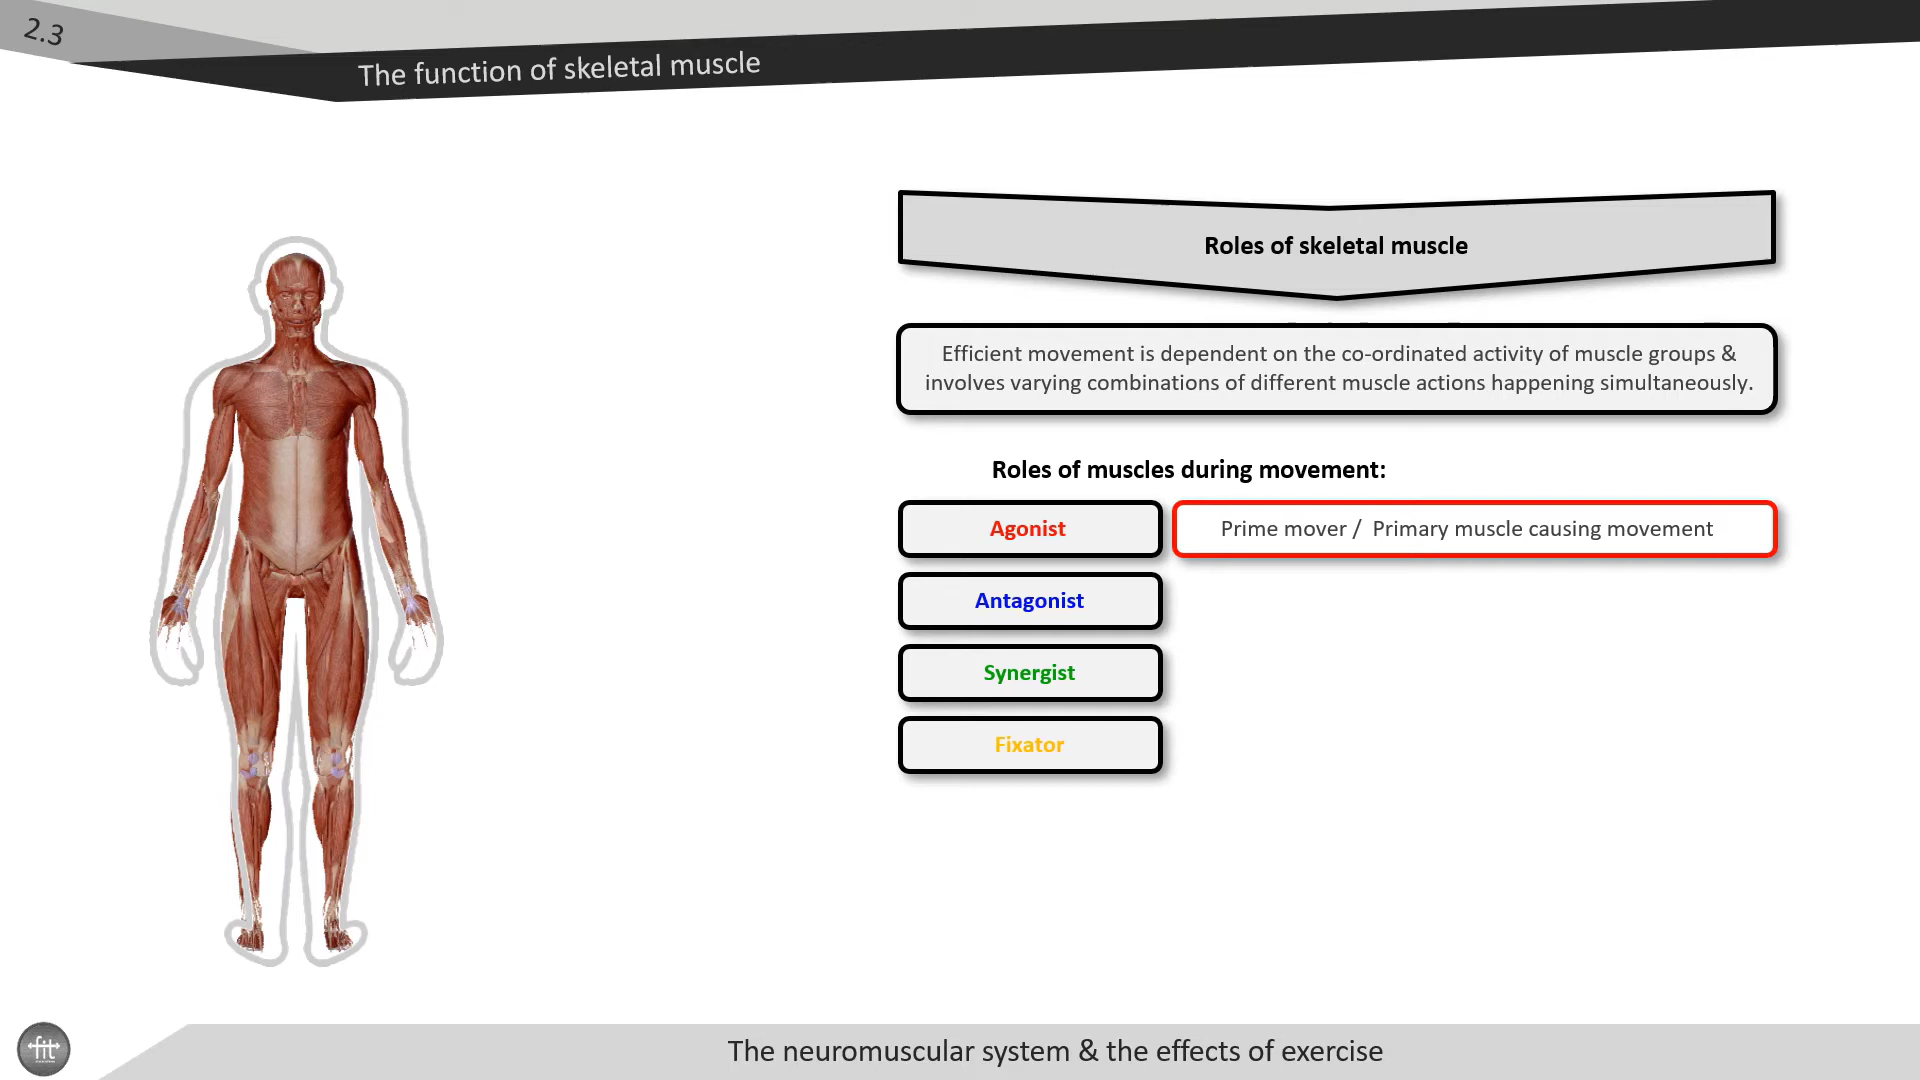 2.3
The function of skeletal muscle
Roles of skeletal muscle
Efficient movement is dependent on the co-ordinated activity of muscle groups &
involves varying combinations of different muscle actions happening simultaneously.
Roles of muscles during movement:
Agonist
Prime mover / Primary muscle causing movement
Antagonist
Synergist
Fixator
fit
The neuromuscular system & the effects of exercise